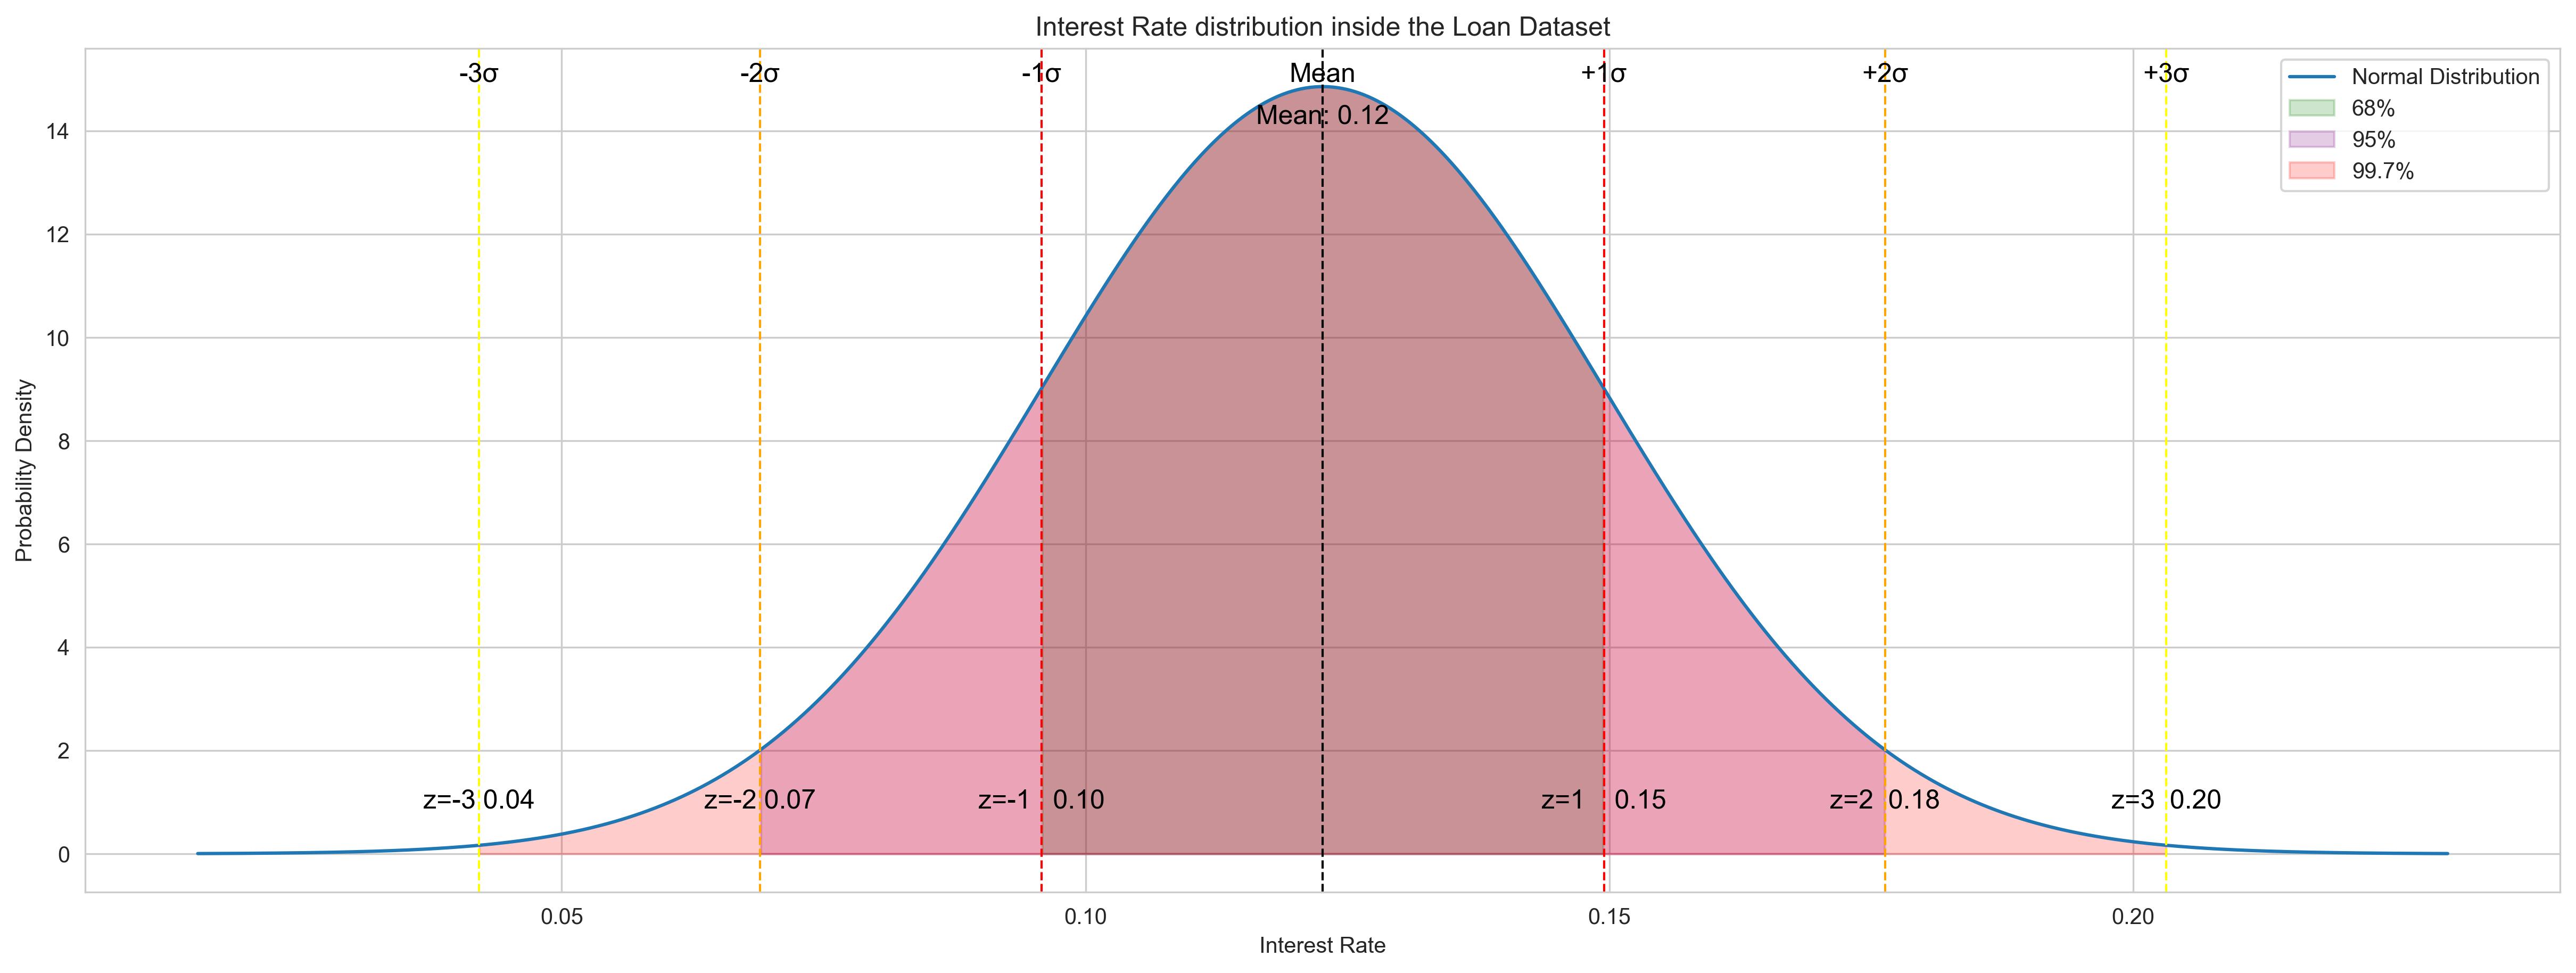 Interest Rate distribution inside the Loan Dataset
-3σ -2σ -1σ Mean +1σ +2σ +3σ
Normal Distribution
68%
95%
99.7%
Mean: 0.12
14
12
10
8
6
4
2
0
Probability Density
z=-3 0.04 z=-2 0.07 z=-1 0.10 z=1 0.15 z=2 0.18 z=3 0.20
0.05 0.10 0.15 0.20
Interest Rate